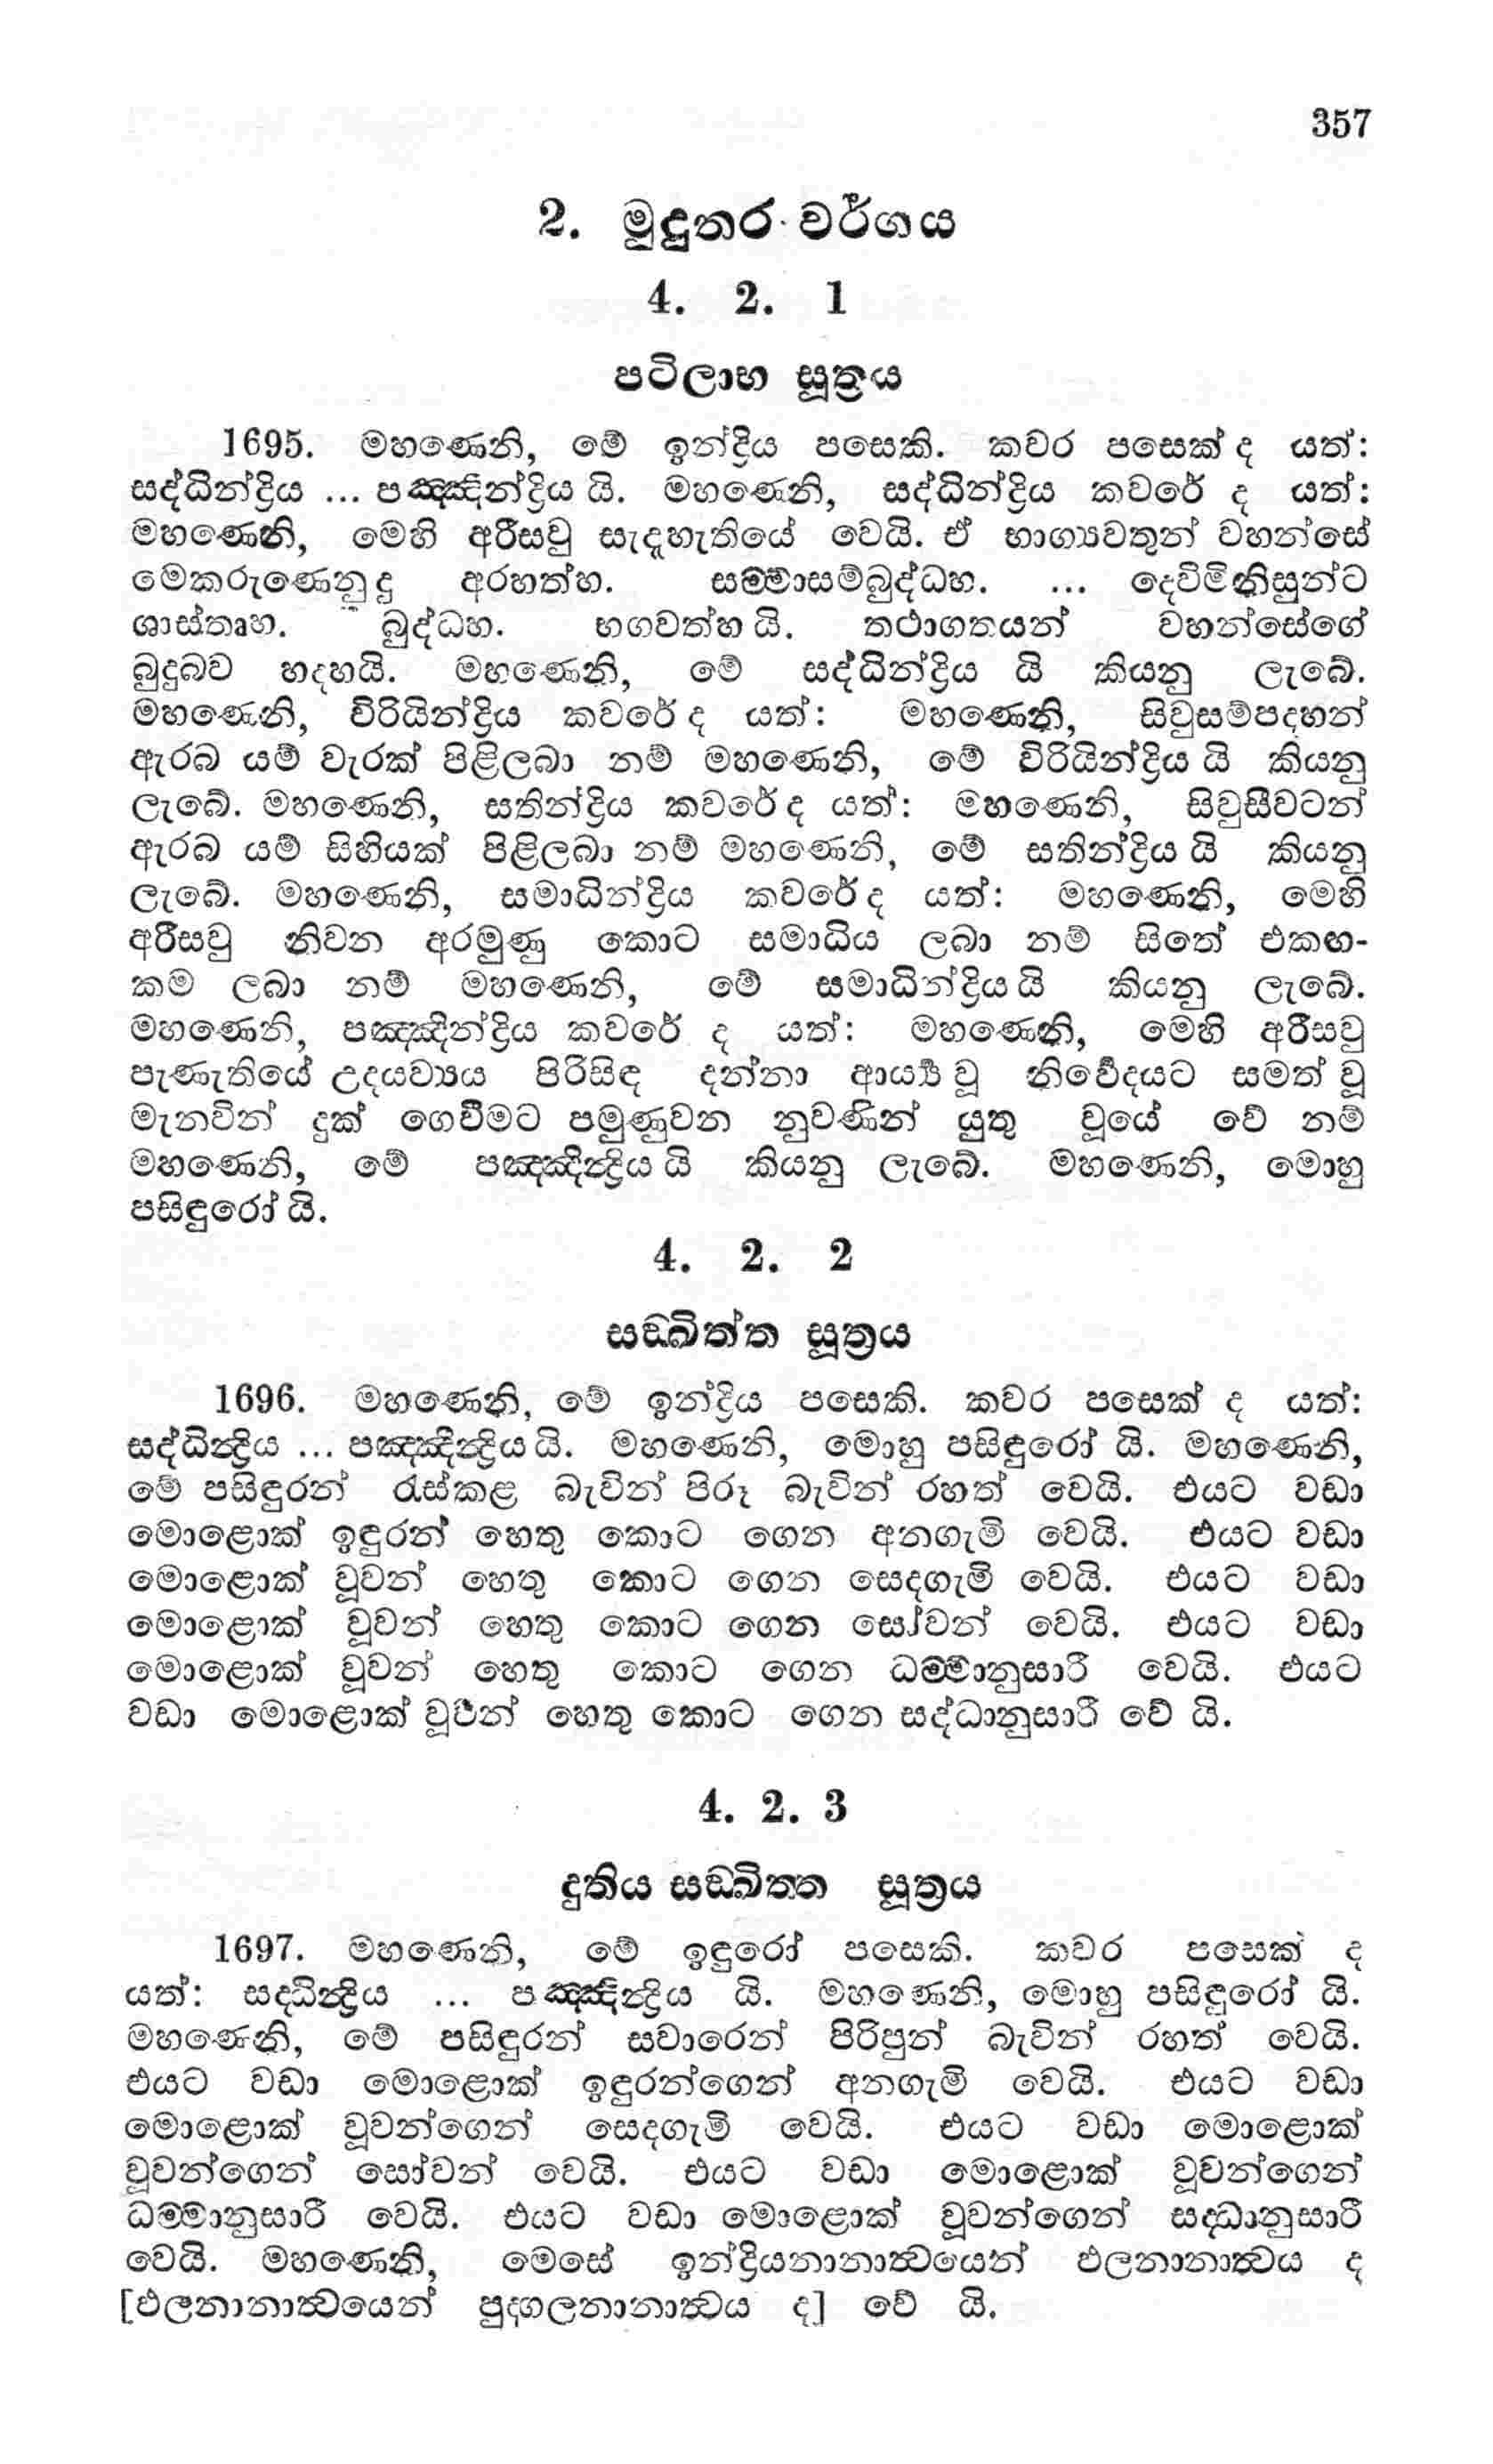 357
2. මුදුතර වර්ගය
4. 2. 1
පටිලාභ සූත්‍රය
1695. මහණෙනි, මේ ඉන්ද්‍රිය පසෙකි. කවර පසෙක් ද යත්:
සද්ධින්ද්‍රිය ... පඤ්ඤින්ද්‍රිය යි. මහණෙනි, සද්ධින්ද්‍රිය කවරේ ද යත්:
මහණෙනි, මෙහි අරීසවු සැදැහැතියේ වෙයි. ඒ භාග්‍යවතුන් වහන්සේ
මෙකරුණෙනුදු අරහත්හ. සම්මාසම්බුද්ධහ. ... දෙවිමිනිසුන්ට
ශාස්තෘහ. බුද්ධහ. භගවත්හ යි. තථාගතයන් වහන්සේගේ
බුදුබව හදහයි. මහණෙනි, මේ සද්ධින්ද්‍රිය යි කියනු ලැබේ.
මහණෙනි, විරියින්ද්‍රිය කවරේ ද යත්: මහණෙනි, සිවුසම්පදහන්
ඇරබ යම් වැරක් පිළිලබා නම් මහණෙනි, මේ විරියින්ද්‍රිය යි කියනු
ලැබේ. මහණෙනි, සතින්ද්‍රිය කවරේද යත්: මහණෙනි, සිවුසීවටන්
ඇරබ යම් සිහියක් පිළිලබා නම් මහණෙනි, මේ සතින්ද්‍රිය යි කියනු
ලැබේ. මහණෙනි, සමාධින්ද්‍රිය කවරේද යත්: මහණෙනි, මෙහි
අරීසවු නිවන අරමුණු කොට සමාධිය ලබා නම් සිතේ එකඟ-
කම ලබා නම් මහණෙනි, මේ සමාධින්ද්‍රිය යි කියනු ලැබේ.
මහණෙනි, පඤ්ඤින්ද්‍රිය කවරේ ද යත්: මහණෙනි, මෙහි අරීසවු
පැණැතියේ උදයව්‍යය පිරිසිඳ දන්නා ආර්‍ය්‍ය වූ නිර්‍වේදයට සමත් වූ
මැනවින් දුක් ගෙවීමට පමුණුවන නුවණින් යුතු වූයේ වේ නම්
මහණෙනි, මේ පඤ්ඤින්ද්‍රිය යි කියනු ලැබේ. මහණෙනි, මොහු
පසිඳුරෝ යි.
4. 2. 2
සඞ්ඛිත්ත සූත්‍රය
1696. මහණෙනි, මේ ඉන්ද්‍රිය පසෙකි. කවර පසෙක් ද යත්:
සද්ධින්ද්‍රිය ... පඤ්ඤින්ද්‍රිය යි. මහණෙනි, මොහු පසිඳුරෝ යි. මහණෙනි,
මේ පසිඳුරන් රැස්කළ බැවින් පිරූ බැවින් රහත් වෙයි. එයට වඩා
මොළොක් ඉඳුරන් හෙතු කොට ගෙන අනගැමි වෙයි. එයට වඩා
මොළොක් වූවන් හෙතු කොට ගෙන සෙදගැමි වෙයි. එයට වඩා
මොළොක් වූවන් හෙතු කොට ගෙන සෝවන් වෙයි. එයට වඩා
මොළොක් වූවන් හෙතු කොට ගෙන ධම්මානුසාරී වෙයි. එයට
වඩා මොළොක් වූවන් හෙතු කොට ගෙන සද්ධානුසාරී වේ යි.
4. 2. 3
දුතිය සඞ්ඛිත්ත සූත්‍රය
1697. මහණෙනි, මේ ඉඳුරෝ පසෙකි. කවර පසෙක් ද
යත්: සද්ධින්ද්‍රිය ... පඤ්ඤින්ද්‍රිය යි. මහණෙනි, මොහු පසිඳුරෝ යි.
මහණෙනි, මේ පසිඳුරන් සවාරෙන් පිරිපුන් බැවින් රහත් වෙයි.
එයට වඩා මොළොක් ඉඳුරන්ගෙන් අනගැමි වෙයි. එයට වඩා
මොළොක් වූවන්ගෙන් සෙදගැමි වෙයි. එයට වඩා මොළොක්
වූවන්ගෙන් සෝවන් වෙයි. එයට වඩා මොළොක් වූවන්ගෙන්
ධම්මානුසාරී වෙයි. එයට වඩා මොළොක් වූවන්ගෙන් සද්ධානුසාරී
වෙයි. මහණෙනි, මෙසේ ඉන්ද්‍රියනානාත්‍වයෙන් ඵලනානාත්‍වය ද
[ඵලනානාත්‍වයෙන් පුද්ගලනානාත්‍වය ද] වේ යි.